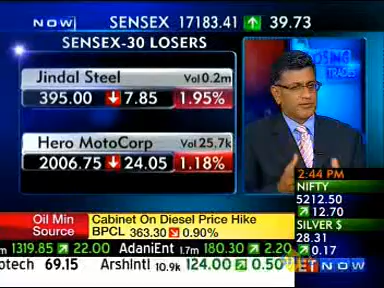 NOW
SENSEX 17183.41 39.73
SENSEX-30 LOSERS
Jindal Steel Vol 0.2m
395.00 7.85 1.95%
Hero MotoCorp Vol 25.7k
2006.75 24.05 1.18%
OSING
TRADES
2:44 PM
NIFTY
5212.50
12.70
SILVER $
28.31
0.17
Oil Min
Source
Cabinet On Diesel Price Hike
BPCL 363.30 0.90%
m 1319.85 22.00 AdaniEnt 1.7m 180.30 2.20
otech 69.15 ArshIntl 10.9k 124.00 0.50
ET NOW